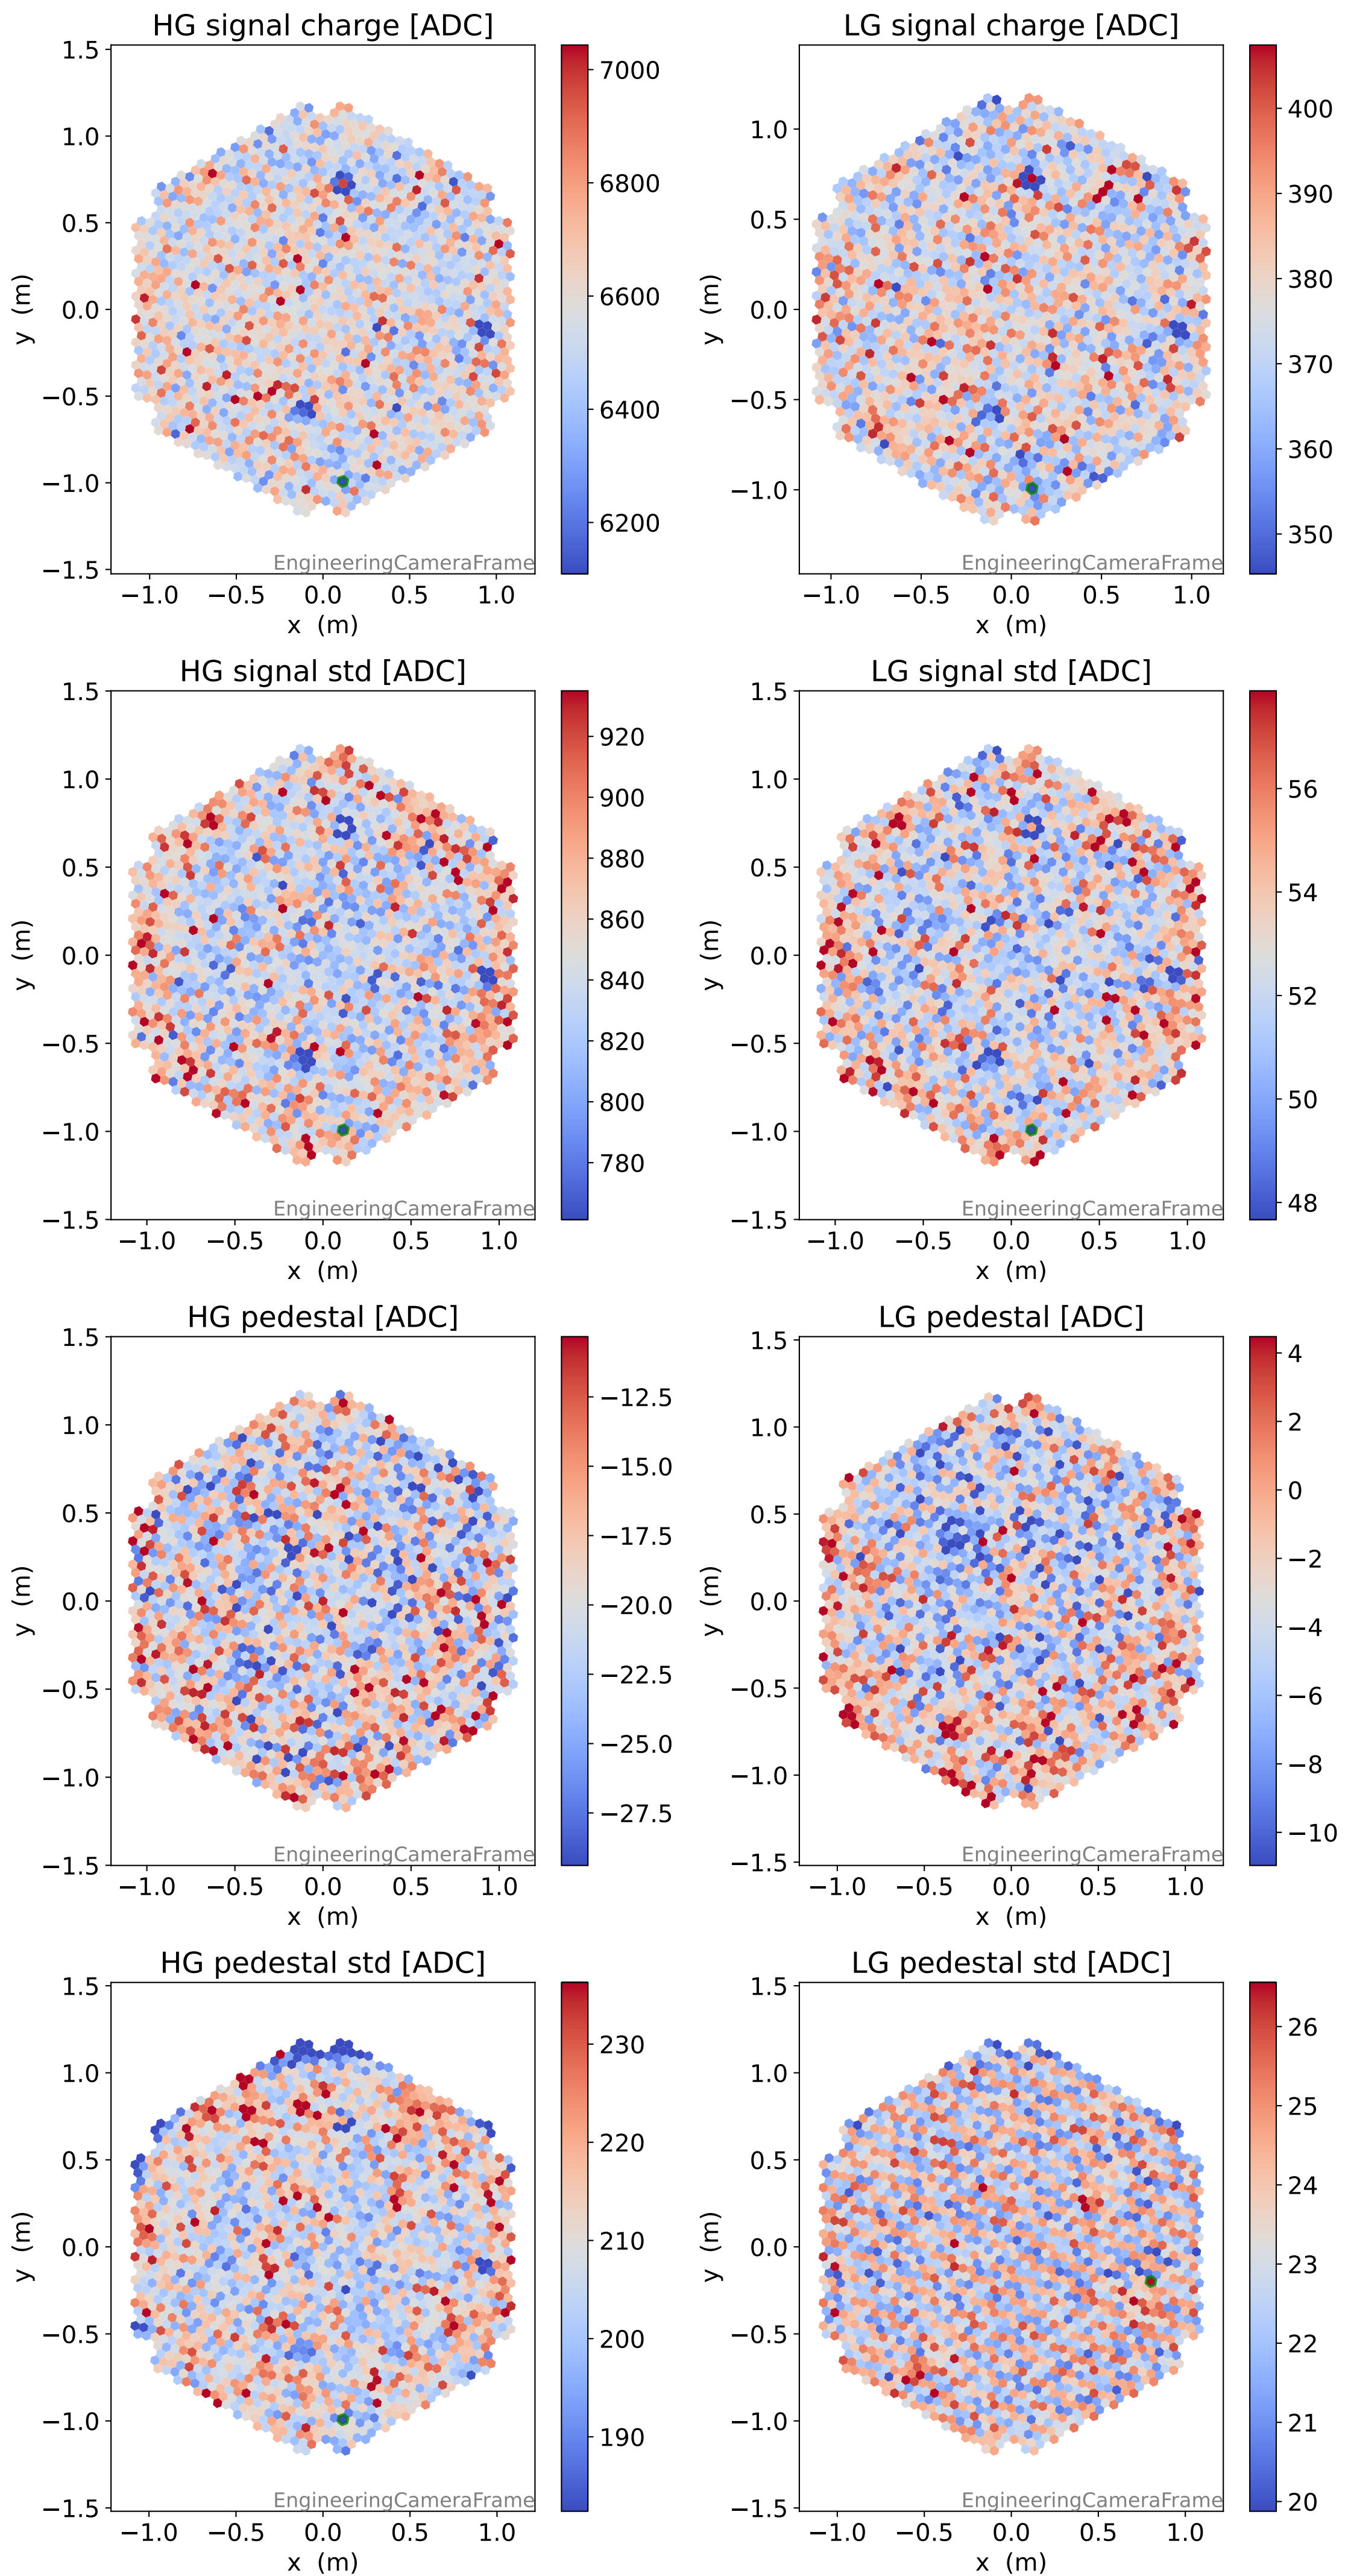 HG signal charge [ADC]
LG signal charge [ADC]
1.5
1.0
0.5
0.0
−0.5
−1.0
−1.5
y (m)
−1.0 −0.5 0.0 0.5 1.0
x (m)
EngineeringCameraFrame
7000
6800
6600
6400
6200
1.0
0.5
0.0
−0.5
−1.0
y (m)
−1.0 −0.5 0.0 0.5 1.0
x (m)
EngineeringCameraFrame
400
390
380
370
360
350
HG signal std [ADC]
LG signal std [ADC]
1.5
1.0
0.5
0.0
−0.5
−1.0
−1.5
y (m)
−1.0 −0.5 0.0 0.5 1.0
x (m)
EngineeringCameraFrame
920
900
880
860
840
820
800
780
1.5
1.0
0.5
0.0
−0.5
−1.0
−1.5
y (m)
−1.0 −0.5 0.0 0.5 1.0
x (m)
EngineeringCameraFrame
56
54
52
50
48
HG pedestal [ADC]
LG pedestal [ADC]
1.5
1.0
0.5
0.0
−0.5
−1.0
−1.5
y (m)
−1.0 −0.5 0.0 0.5 1.0
x (m)
EngineeringCameraFrame
−12.5
−15.0
−17.5
−20.0
−22.5
−25.0
−27.5
1.5
1.0
0.5
0.0
−0.5
−1.0
−1.5
y (m)
−1.0 −0.5 0.0 0.5 1.0
x (m)
EngineeringCameraFrame
4
2
0
−2
−4
−6
−8
−10
HG pedestal std [ADC]
LG pedestal std [ADC]
1.5
1.0
0.5
0.0
−0.5
−1.0
−1.5
y (m)
−1.0 −0.5 0.0 0.5 1.0
x (m)
EngineeringCameraFrame
230
220
210
200
190
1.5
1.0
0.5
0.0
−0.5
−1.0
−1.5
y (m)
−1.0 −0.5 0.0 0.5 1.0
x (m)
EngineeringCameraFrame
26
25
24
23
22
21
20